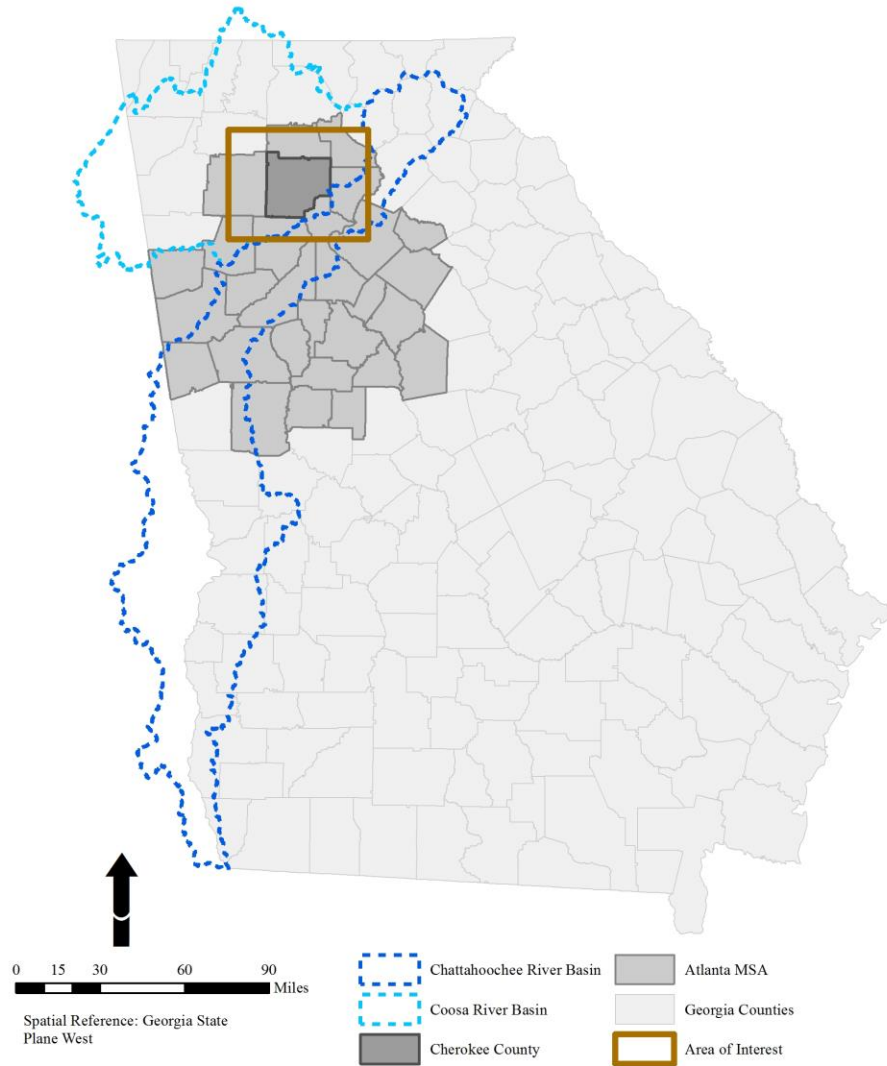 0 15 30 60 90
Miles
Spatial Reference: Georgia State
Plane West
Chattahoochee River Basin
Coosa River Basin
Cherokee County
Atlanta MSA
Georgia Counties
Area of Interest